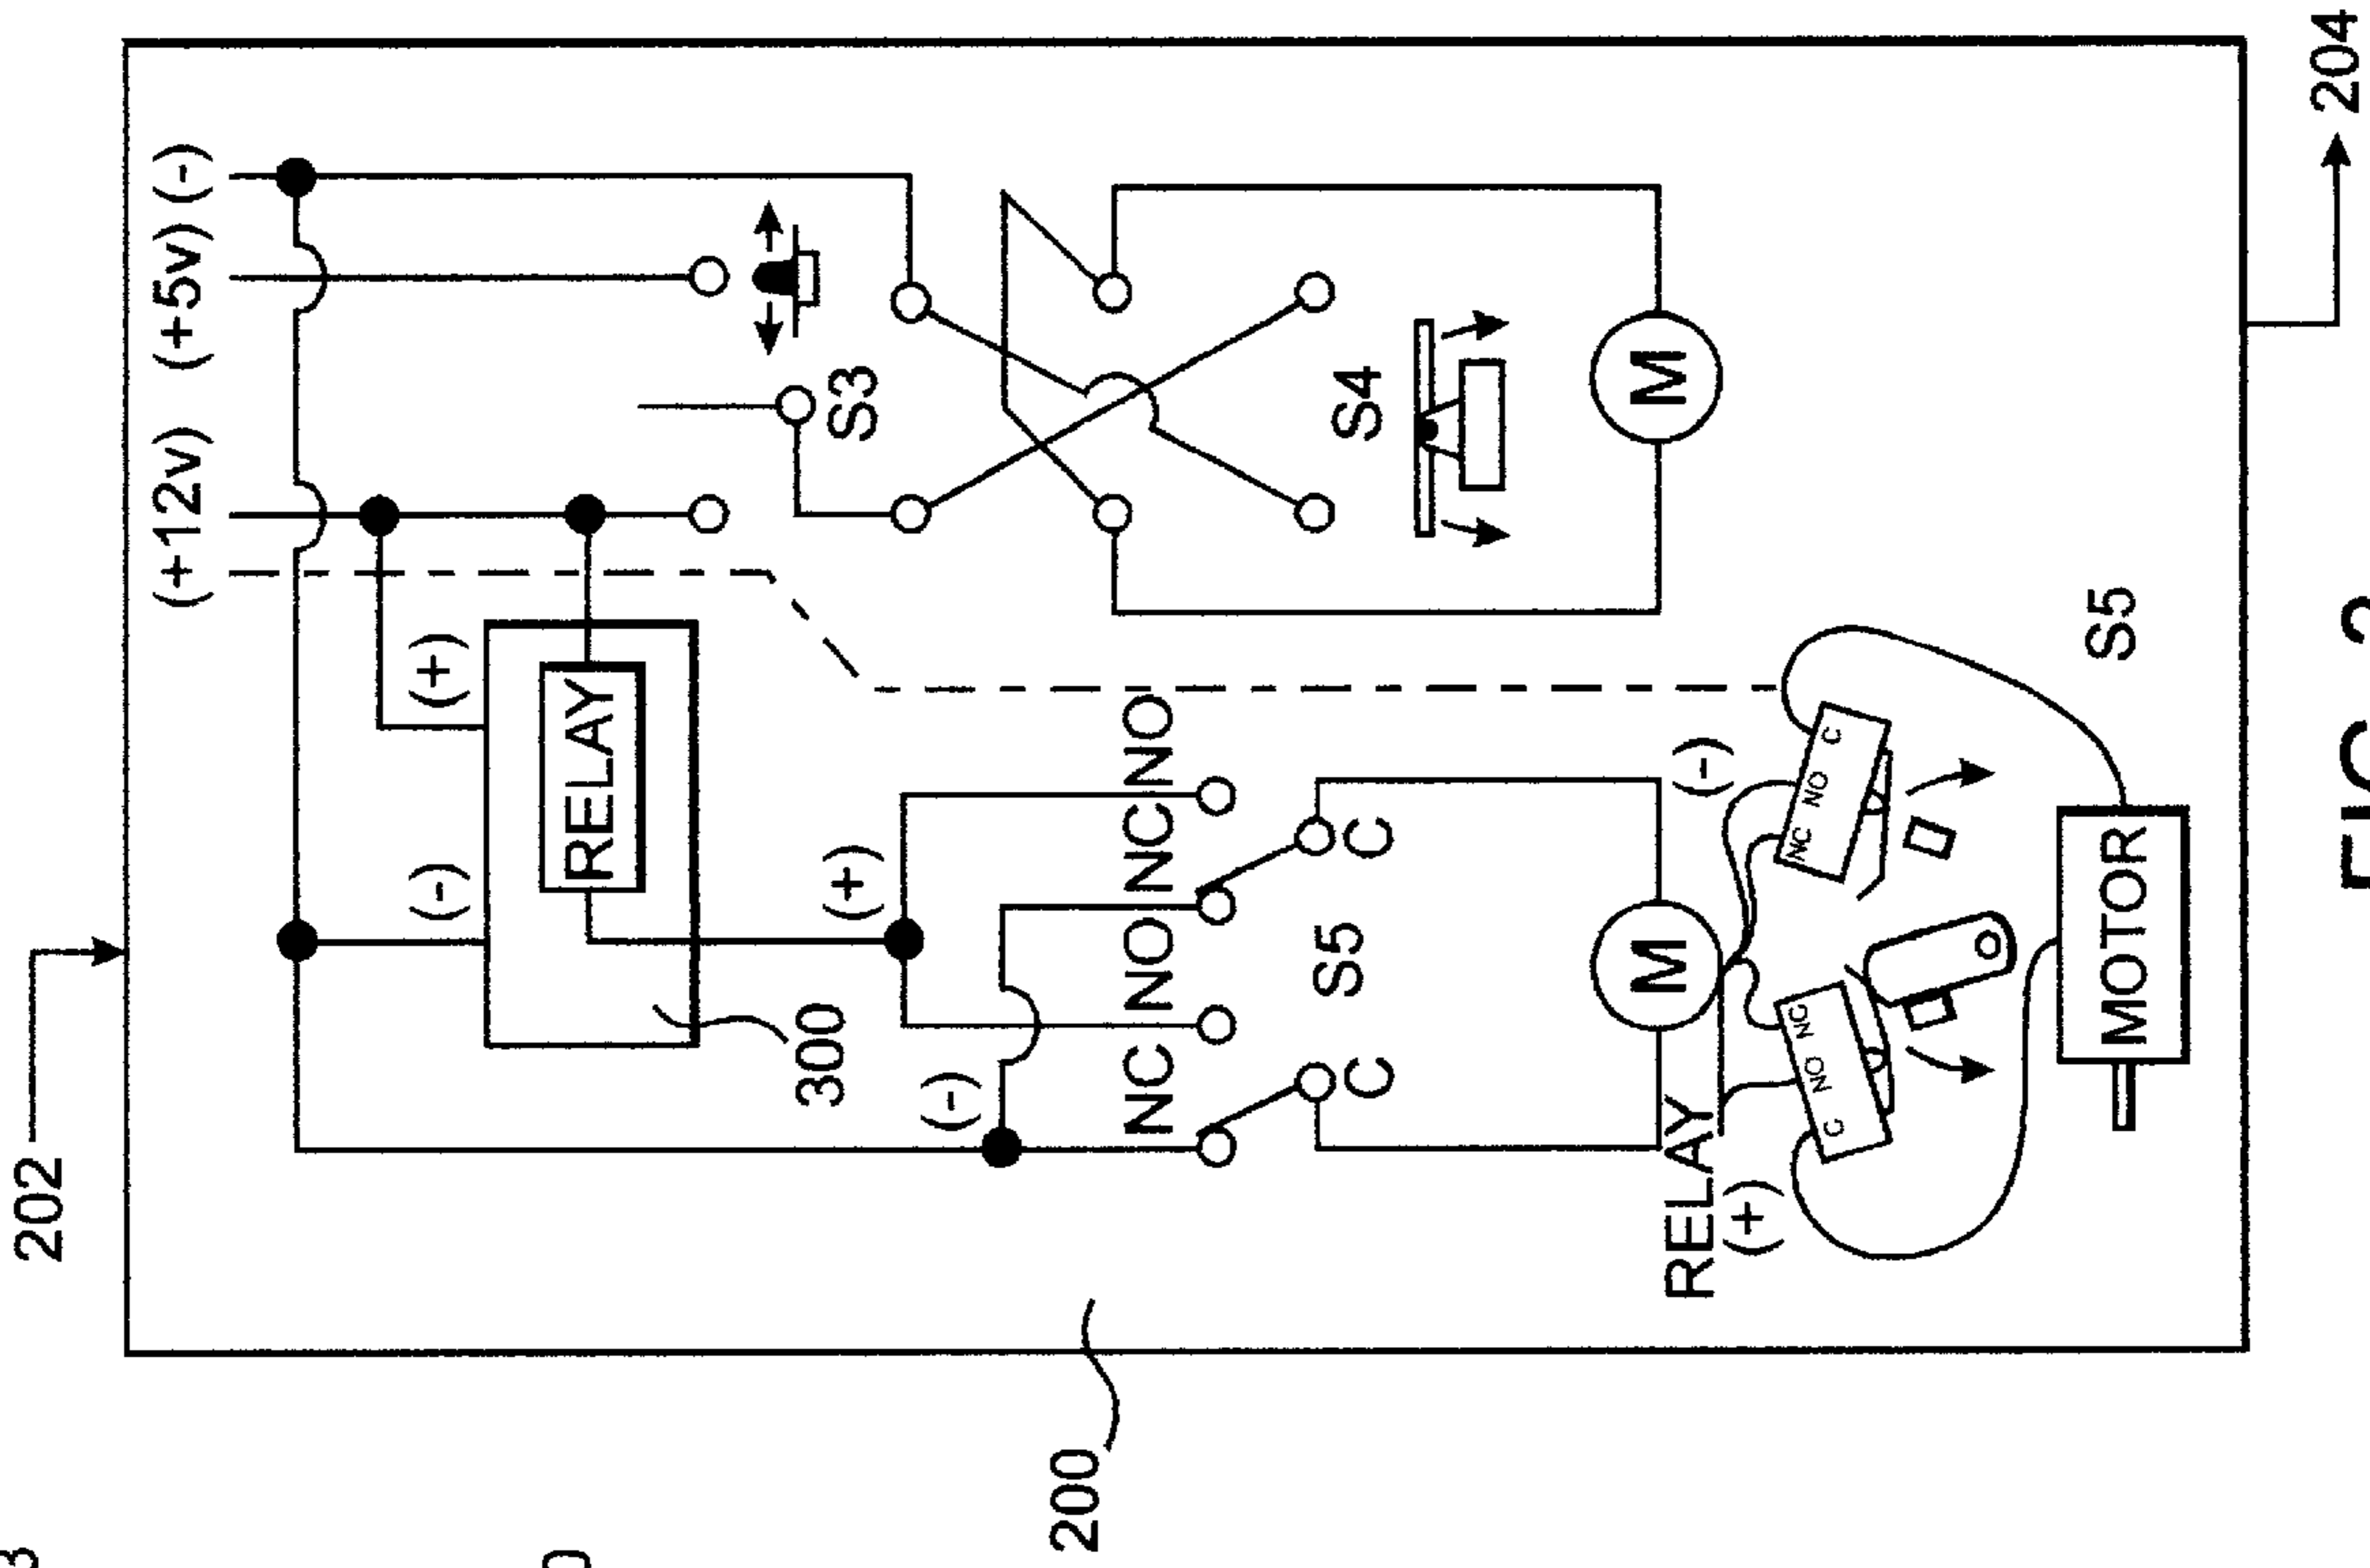 202
200
204
(+12v) (+5v) (-)
(-) (+)
RELAY
300
(+)
S3
(-)
NC NO NC NO
C C
S5
S4
M
M
RELAY
(+)
(-)
C NO NC
NC NO C
MOTOR
S5